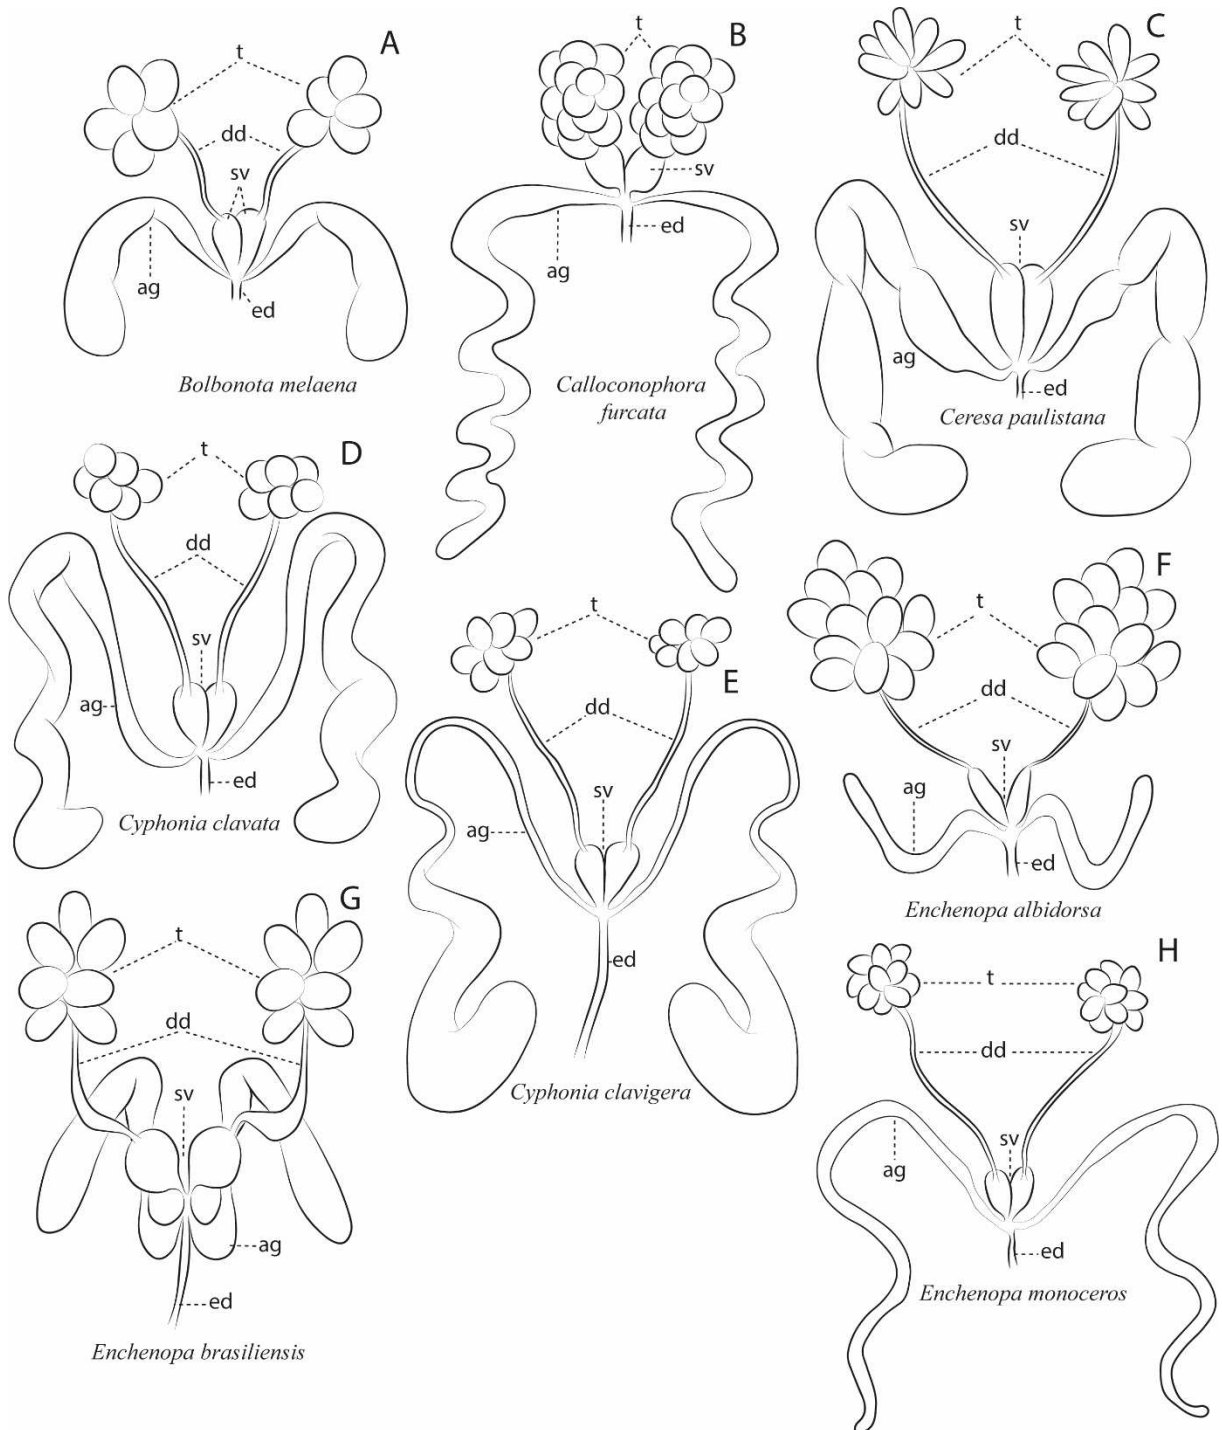 A
t
dd
sv
ag
ed
Bolbonota melaena
B
t
sv
ed
ag
Calloconophora
furcata
C
t
dd
sv
ag
ed
Ceresa paulistana
D
t
dd
sv
ag
ed
Cyphonia clavata
E
t
dd
sv
ag
ed
Cyphonia clavigera
F
t
dd
sv
ag
ed
Enchenopa albidorsa
G
t
dd
sv
ag
ed
Enchenopa brasiliensis
H
t
dd
sv
ag
ed
Enchenopa monoceros